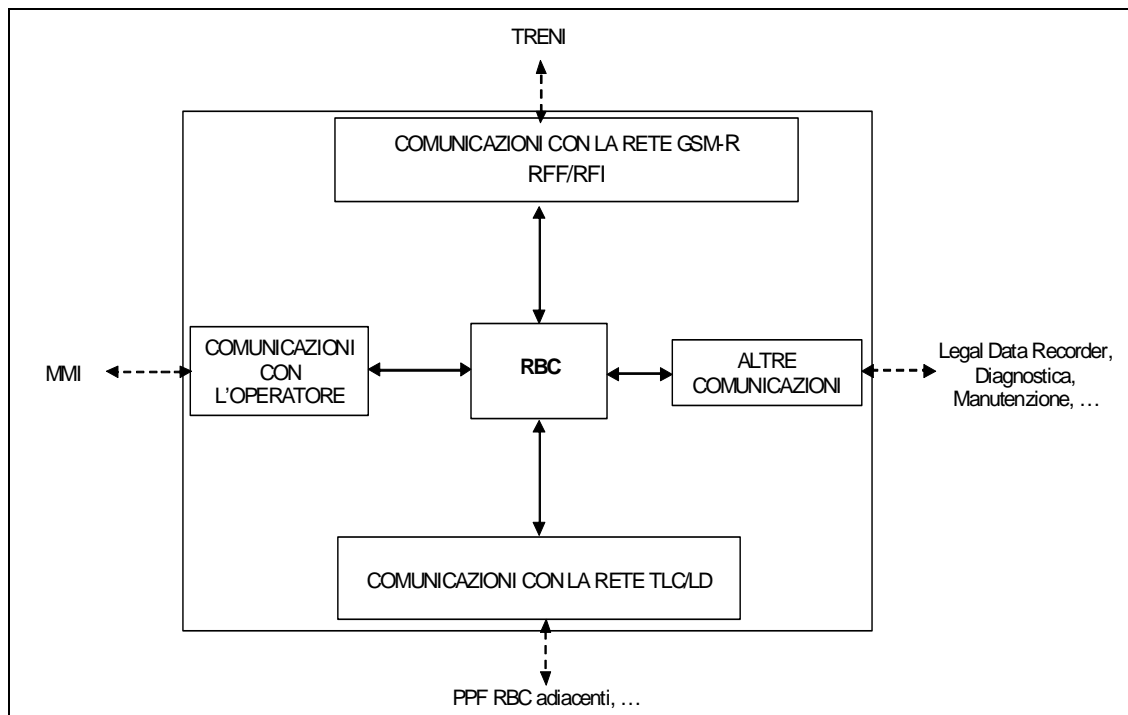 TRENI
COMUNICAZIONI CON LA RETE GSM-R
RFF/RFI
COMUNICAZIONI
CON
L'OPERATORE
MMI
RBC
ALTRE
COMUNICAZIONI
Legal Data Recorder,
Diagnostica,
Manutenzione, …
COMUNICAZIONI CON LA RETE TLC/LD
PPF RBC adiacenti, …